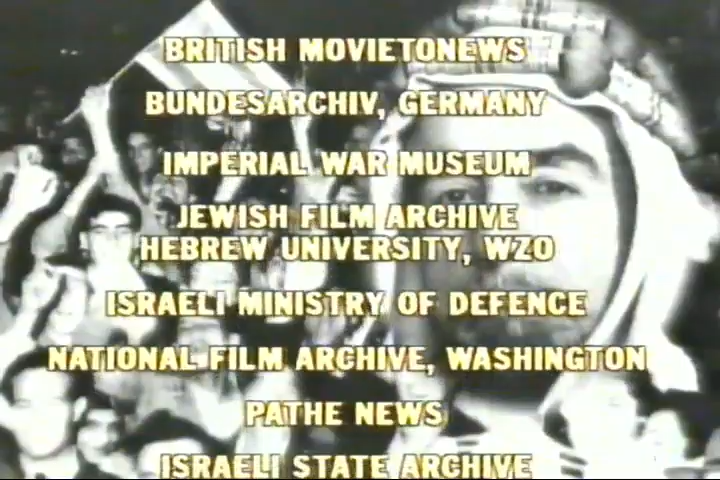 BRITISH MOVIETONEWS
BUNDESARCHIV, GERMANY
IMPERIAL WAR MUSEUM
JEWISH FILM ARCHIVE
HEBREW UNIVERSITY, WZO
ISRAELI MINISTRY OF DEFENCE
NATIONAL FILM ARCHIVE, WASHINGTON
PATHE NEWS
ISRAELI STATE ARCHIVE